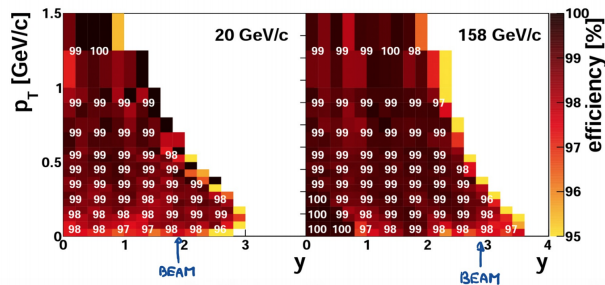 1.5
20 GeV/c
158 GeV/c
100
99 100
99 99 100 98
99
1
99 99 99 99
99 99 99 99 99 97
98
99 99 99 99
99 99 99 99 99
97
0.5
99 99 99 99 98
99 99 99 99 99 99
99 99 99 99 99
99 99 99 99 99 99 98
99 99 99 99 99 99
99 99 99 99 99 99 99
96
99 99 99 99 99 98
100 99 99 99 99 99 99 96
98 98 98 98 99 99 98
100 99 98 99 99 99 99 98
98 98 97 97 98 98 96
100 100 97 98 99 98 98 98 98
0
95
0 1 2 3
1 2 3 4
y
y
pT [GeV/c]
efficiency [%]
BEAM
BEAM